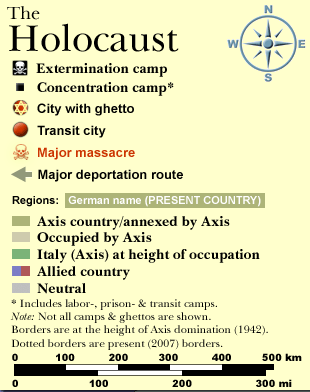 The
Holocaust
N
W E
S
Extermination camp
Concentration camp*
City with ghetto
Transit city
Major massacre
Major deportation route
Regions: German name (PRESENT COUNTRY)
Axis country/annexed by Axis
Occupied by Axis
Italy (Axis) at height of occupation
Allied country
Neutral
* Includes labor-, prison- & transit camps.
Note: Not all camps & ghettos are shown.
Borders are at the height of Axis domination (1942).
Dotted borders are present (2007) borders.
0 100 200 300 400 500 km
0 100 200 300 mi